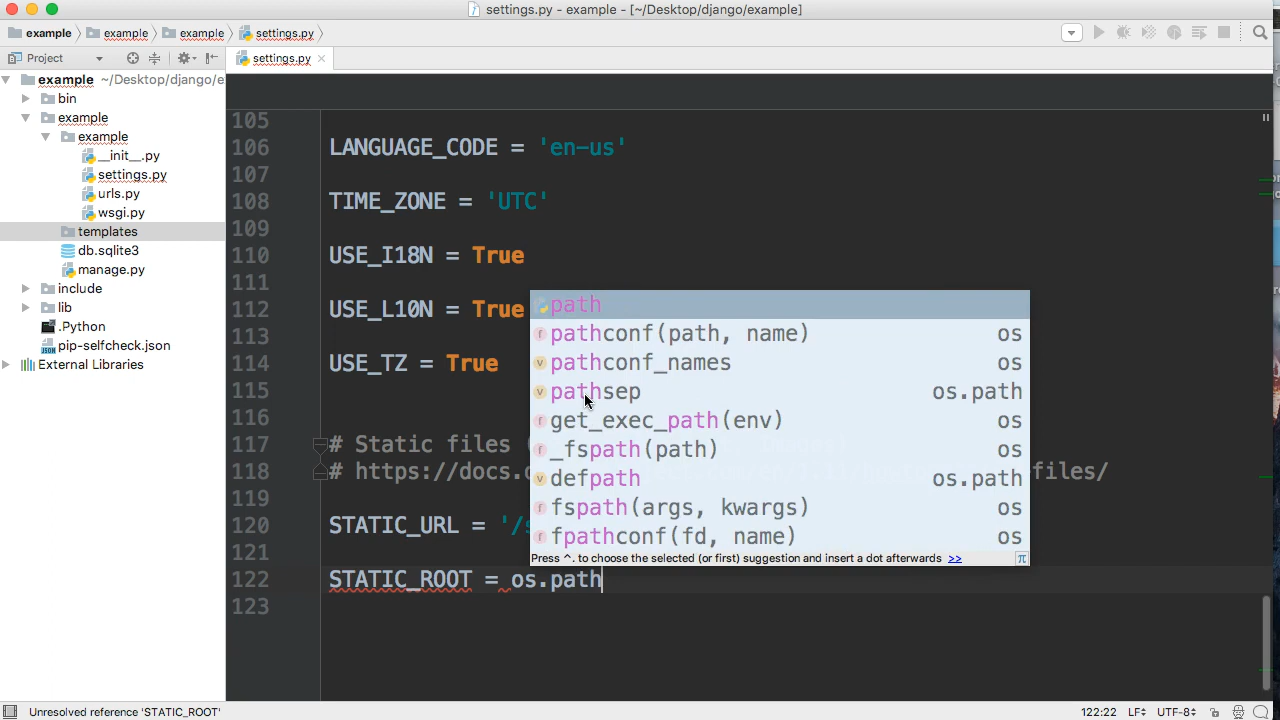 settings.py - example - [~/Desktop/django/example]
example example example settings.py
Project
settings.py
example ~/Desktop/django/e
bin
example
example
__init__.py
settings.py
urls.py
wsgi.py
templates
db.sqlite3
manage.py
include
lib
.Python
pip-selfcheck.json
External Libraries
105
106 LANGUAGE_CODE = 'en-us'
107
108 TIME_ZONE = 'UTC'
109
110 USE_I18N = True
111
112 USE_L10N = True
113
114 USE_TZ = True
115
116
117 # Static files
118 # https://docs. files/
119
120 STATIC_URL = '/s
121
122 STATIC_ROOT = os.path
123
path
pathconf(path, name) os
pathconf_names os
pathsep os.path
get_exec_path(env) os
_fspath(path) os
defpath os.path
fspath(args, kwargs) os
fpathconf(fd, name) os
Press ^. to choose the selected (or first) suggestion and insert a dot afterwards >> π
Unresolved reference 'STATIC_ROOT' 122:22 LF UTF-8